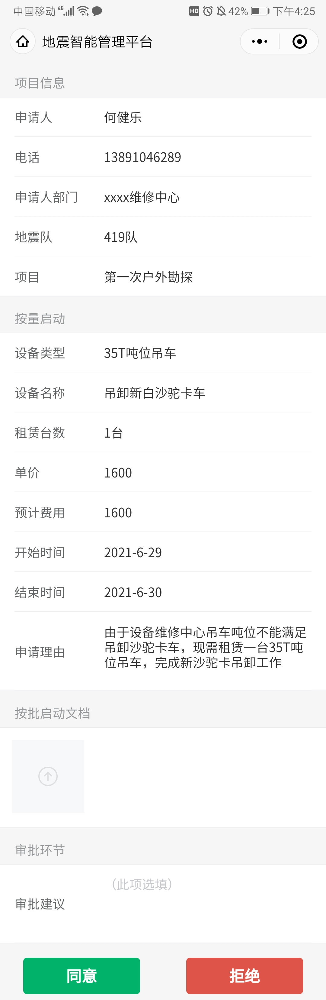 中国移动 4G HD 42% 下午4:25
地震智能管理平台
项目信息
申请人 何健乐
电话 13891046289
申请人部门 xxxx维修中心
地震队 419队
项目 第一次户外勘探
按量启动
设备类型 35T吨位吊车
设备名称 吊卸新白沙驼卡车
租赁台数 1台
单价 1600
预计费用 1600
开始时间 2021-6-29
结束时间 2021-6-30
申请理由
由于设备维修中心吊车吨位不能满足
吊卸沙驼卡车，现需租赁一台35T吨
位吊车，完成新沙驼卡吊卸工作
按批启动文档
审批环节
（此项选填）
审批建议
同意 拒绝